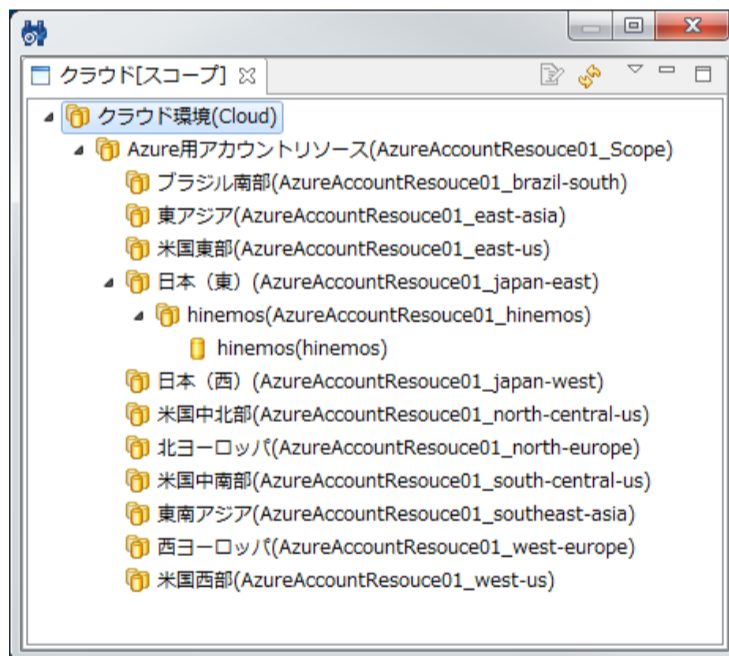 クラウド[スコープ]
クラウド環境(Cloud)
Azure用アカウントリソース(AzureAccountResouce01_Scope)
ブラジル南部(AzureAccountResouce01_brazil-south)
東アジア(AzureAccountResouce01_east-asia)
米国東部(AzureAccountResouce01_east-us)
日本（東）(AzureAccountResouce01_japan-east)
hinemos(AzureAccountResouce01_hinemos)
hinemos(hinemos)
日本（西）(AzureAccountResouce01_japan-west)
米国中北部(AzureAccountResouce01_north-central-us)
北ヨーロッパ(AzureAccountResouce01_north-europe)
米国中南部(AzureAccountResouce01_south-central-us)
東南アジア(AzureAccountResouce01_southeast-asia)
西ヨーロッパ(AzureAccountResouce01_west-europe)
米国西部(AzureAccountResouce01_west-us)